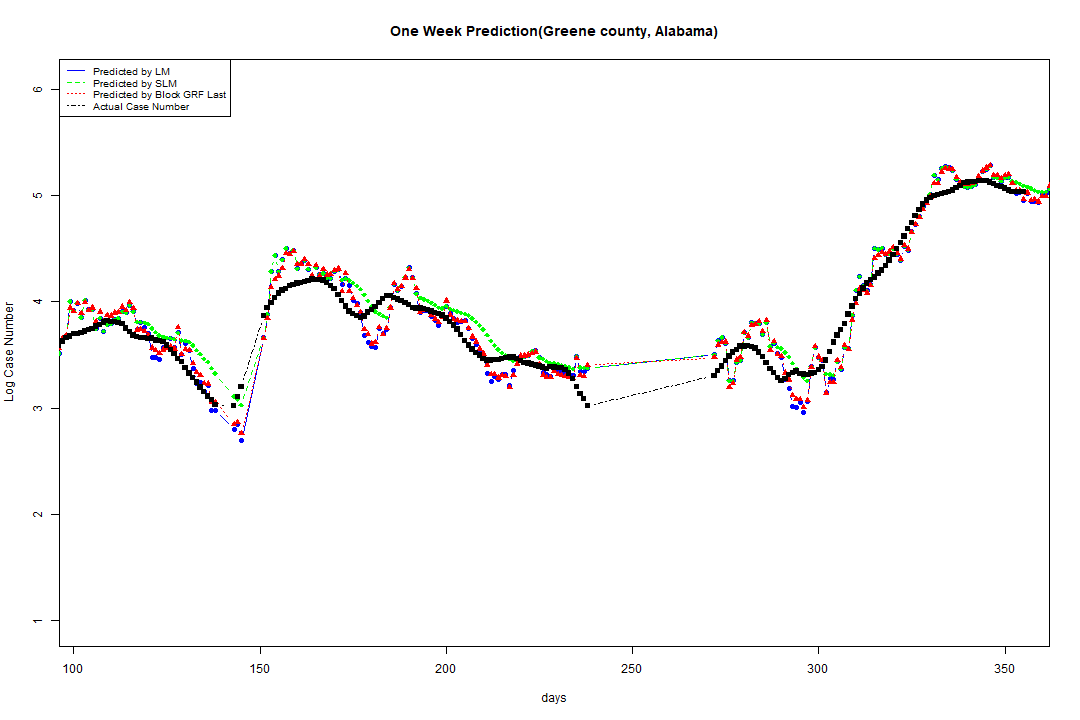 One Week Prediction(Greene county, Alabama)
Predicted by LM
Predicted by SLM
Predicted by Block GRF Last
Actual Case Number
6
5
4
3
2
1
Log Case Number
100 150 200 250 300 350
days